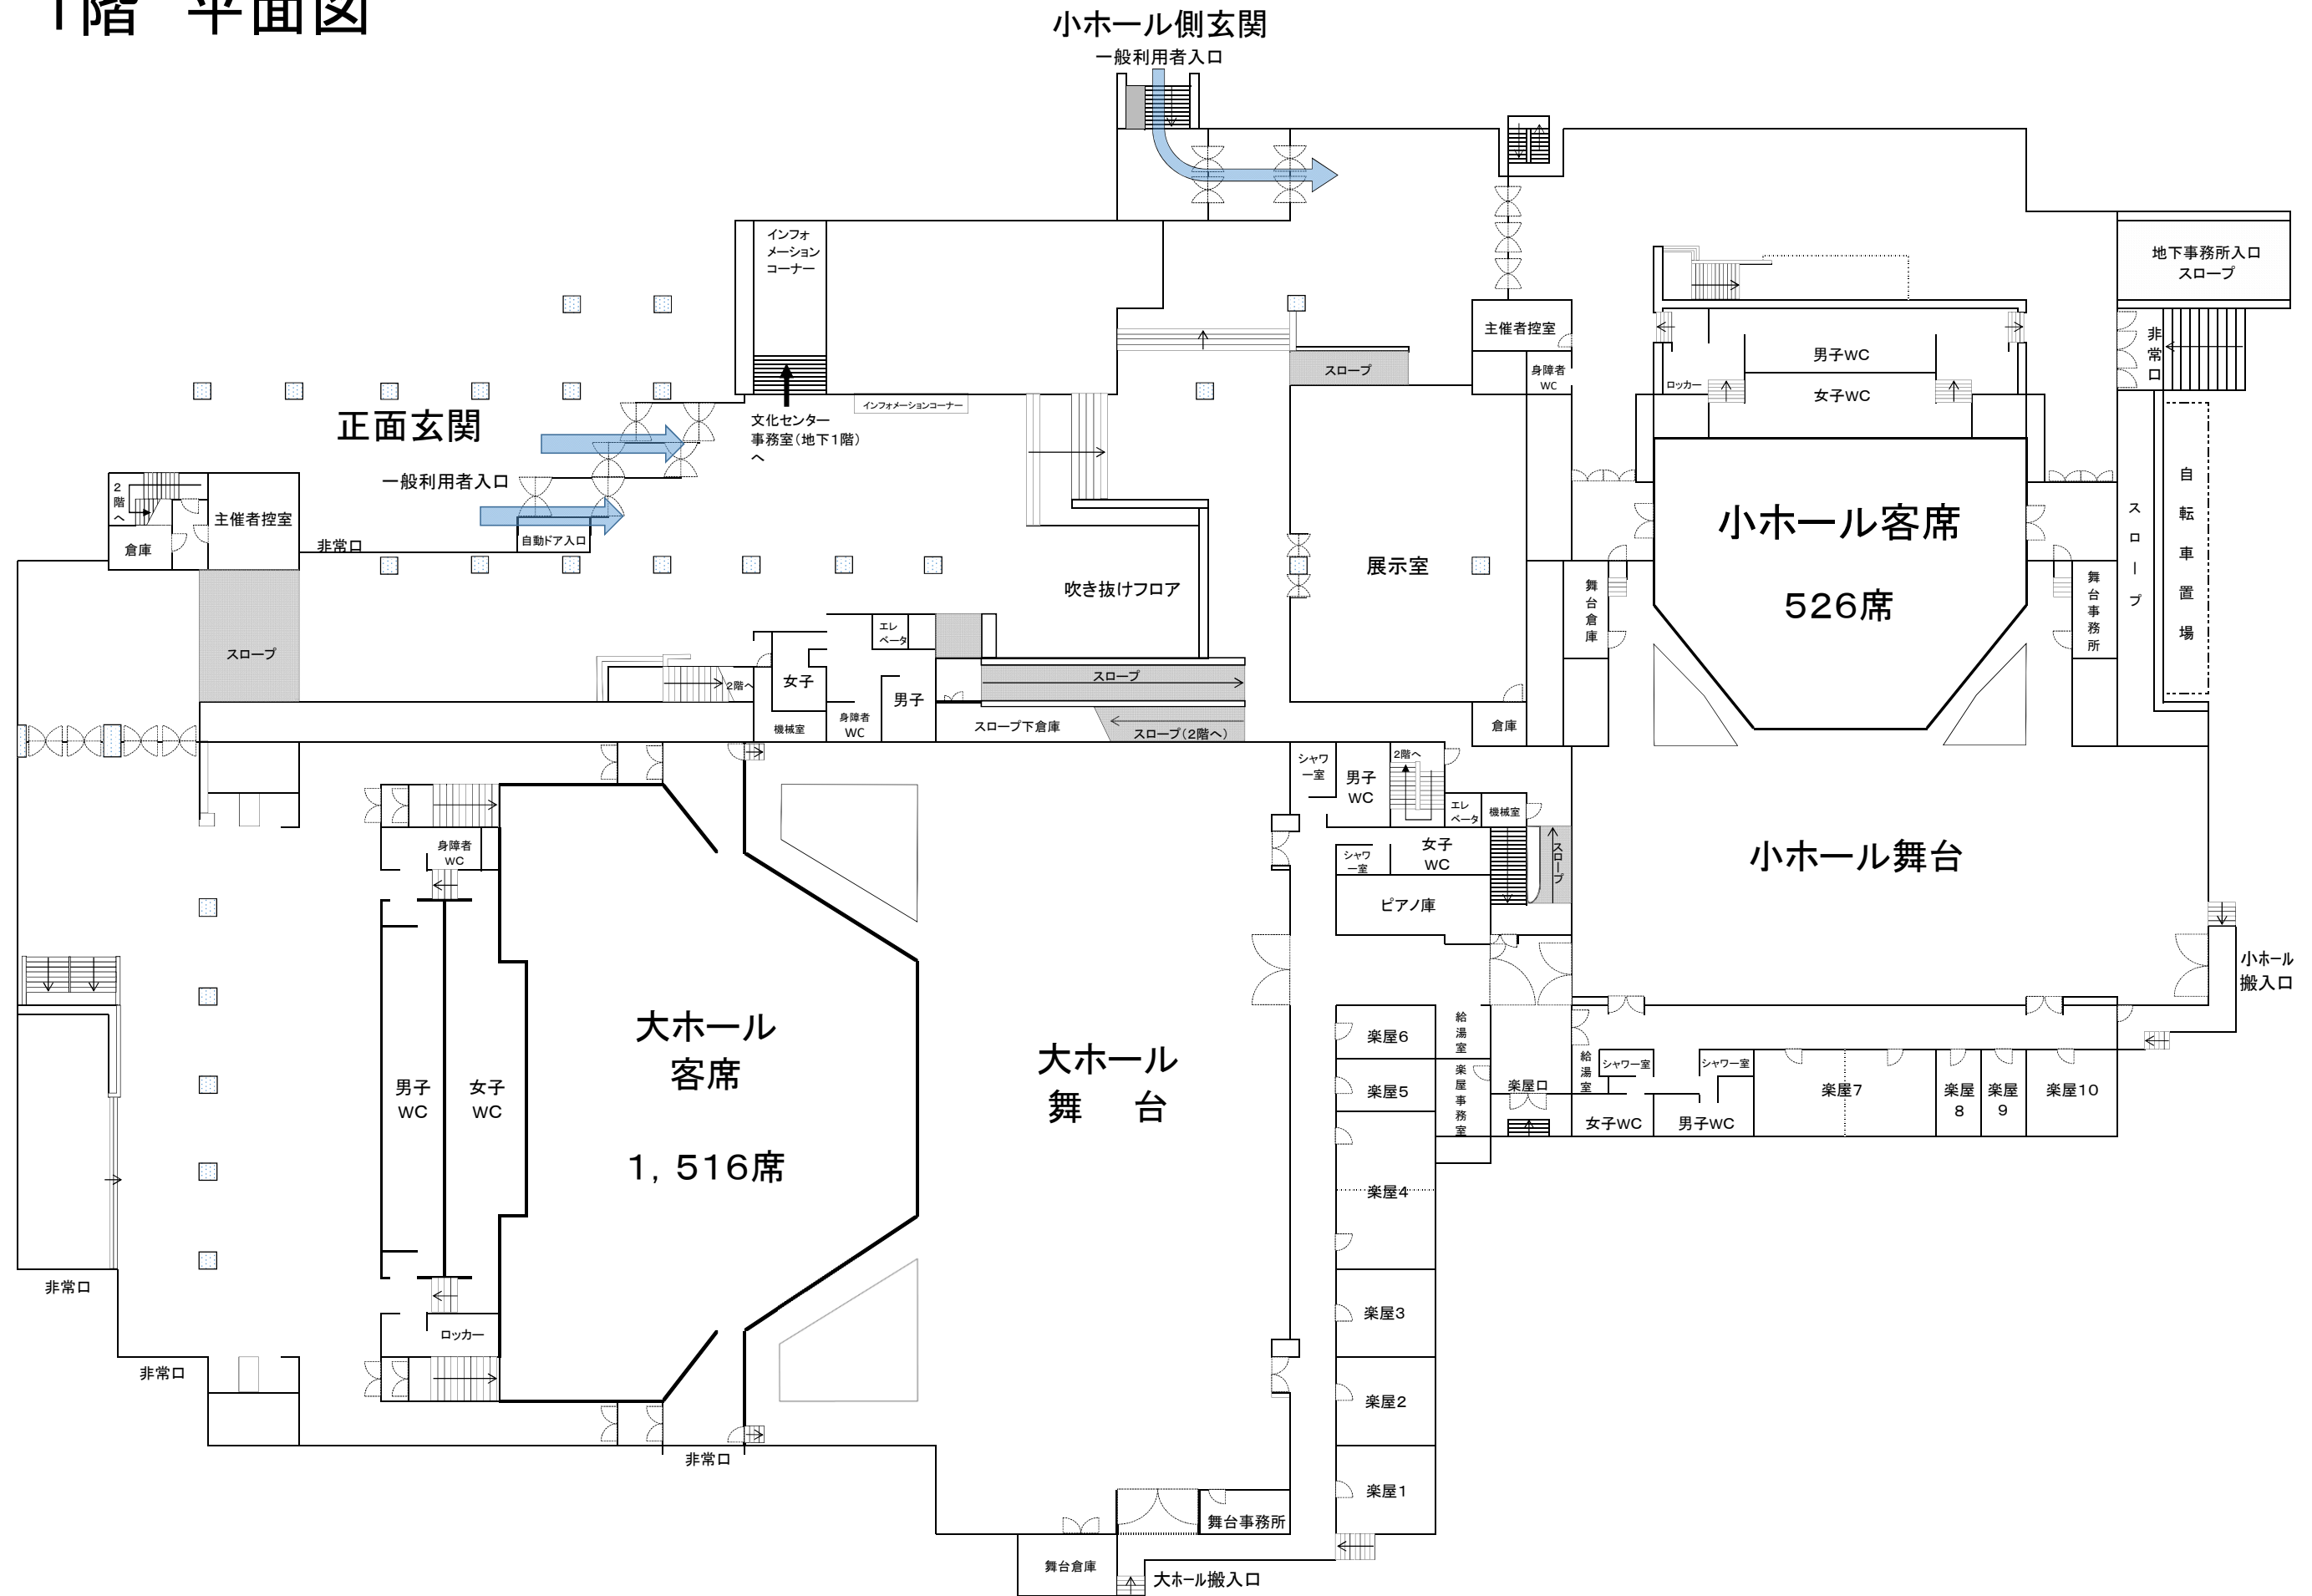 1階 平面図
小ホール側玄関
一般利用者入口
インフォ
メーション
コーナー
地下事務所入口
スロープ
主催者控室
非常口
スロープ
身障者
WC
男子WC
ロッカー
女子WC
インフォメーションコーナー
正面玄関
文化センター
事務室(地下1階)
へ
一般利用者入口
2階へ
主催者控室
倉庫
非常口
自動ドア入口
小ホール客席
526席
スロープ
自転車置場
展示室
吹き抜けフロア
舞台倉庫
舞台事務所
エレ
ベータ
スロープ
2階へ
女子
男子
スロープ
機械室
身障者
WC
スロープ下倉庫
スロープ(2階へ)
倉庫
シャワ
ー室
男子
WC
2階へ
エレ
ベータ
機械室
スロープ
身障者
WC
シャワ
ー室
女子
WC
ピアノ庫
小ホール舞台
小ホール
搬入口
大ホール
客席
1,516席
大ホール
舞 台
男子
WC
女子
WC
楽屋6
給湯室
楽屋5
楽屋事務室
楽屋口
給湯室
シャワー室
シャワー室
女子WC
男子WC
楽屋7
楽屋
8
楽屋
9
楽屋10
楽屋4
非常口
楽屋3
ロッカー
非常口
楽屋2
非常口
楽屋1
舞台事務所
舞台倉庫
大ホール搬入口